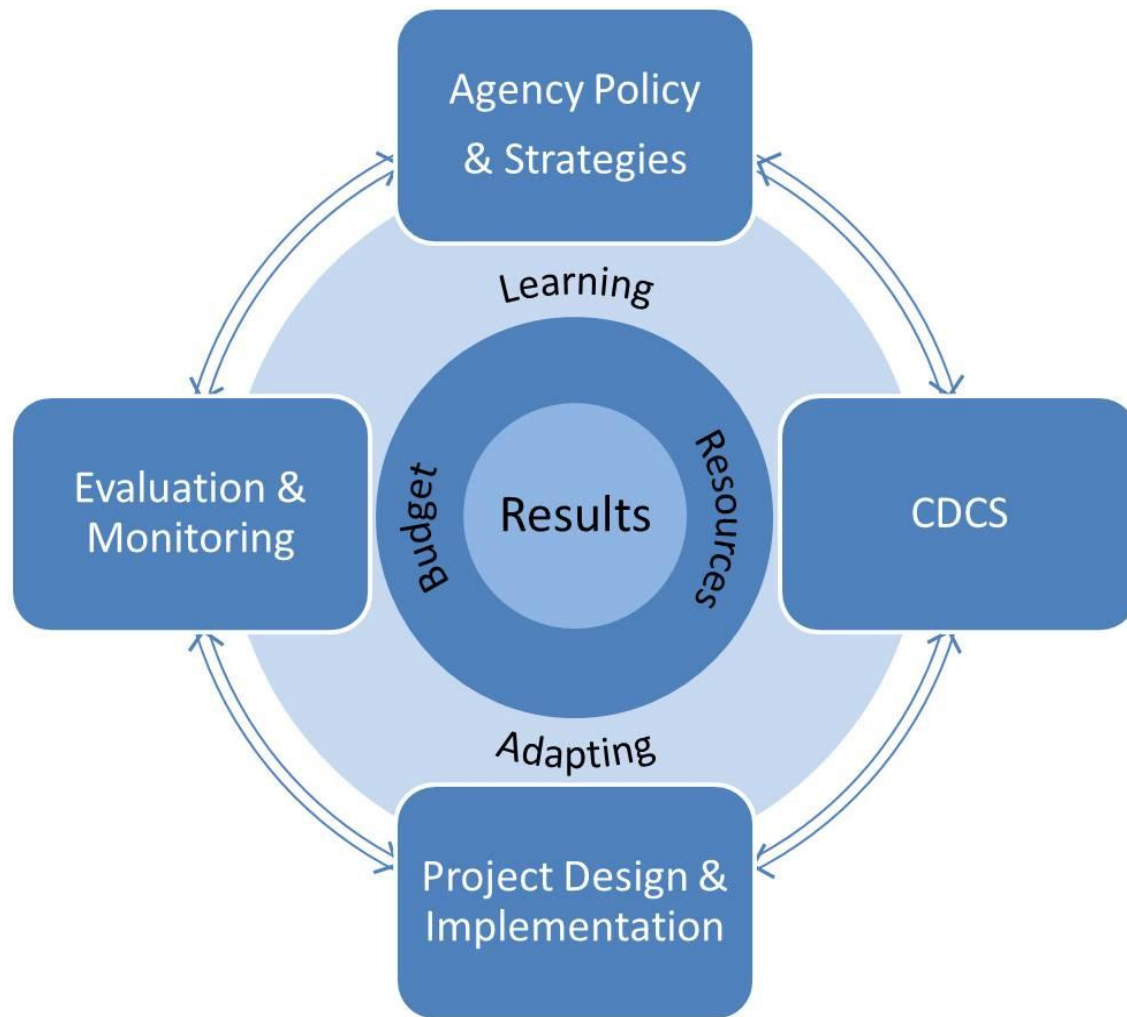 Agency Policy
& Strategies
Learning
Evaluation &
Monitoring
Budget
Results
Resources
CDCS
Adapting
Project Design &
Implementation